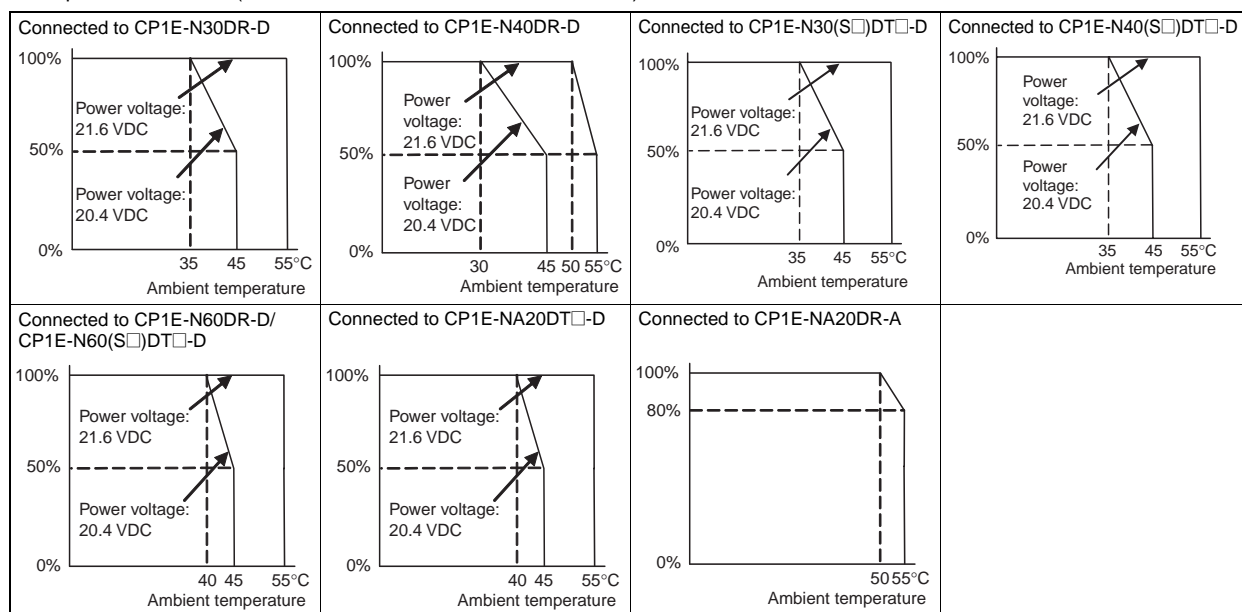 Connected to CP1E-N30DR-D
100%
Power voltage:
21.6 VDC
50%
Power voltage:
20.4 VDC
0%
35 45 55°C
Ambient temperature
Connected to CP1E-N40DR-D
100%
Power
voltage:
21.6 VDC
50%
Power
voltage:
20.4 VDC
0%
30 45 50 55°C
Ambient temperature
Connected to CP1E-N30(S□)DT□-D
100%
Power voltage:
21.6 VDC
50%
Power voltage:
20.4 VDC
0%
35 45 55°C
Ambient temperature
Connected to CP1E-N40(S□)DT□-D
100%
Power
voltage:
21.6 VDC
50%
Power
voltage:
20.4 VDC
0%
35 45 55°C
Ambient temperature
Connected to CP1E-N60DR-D/
CP1E-N60(S□)DT□-D
100%
Power voltage:
21.6 VDC
50%
Power voltage:
20.4 VDC
0%
40 45 55°C
Ambient temperature
Connected to CP1E-NA20DT□-D
100%
Power voltage:
21.6 VDC
50%
Power voltage:
20.4 VDC
0%
40 45 55°C
Ambient temperature
Connected to CP1E-NA20DR-A
100%
80%
0%
50 55°C
Ambient temperature